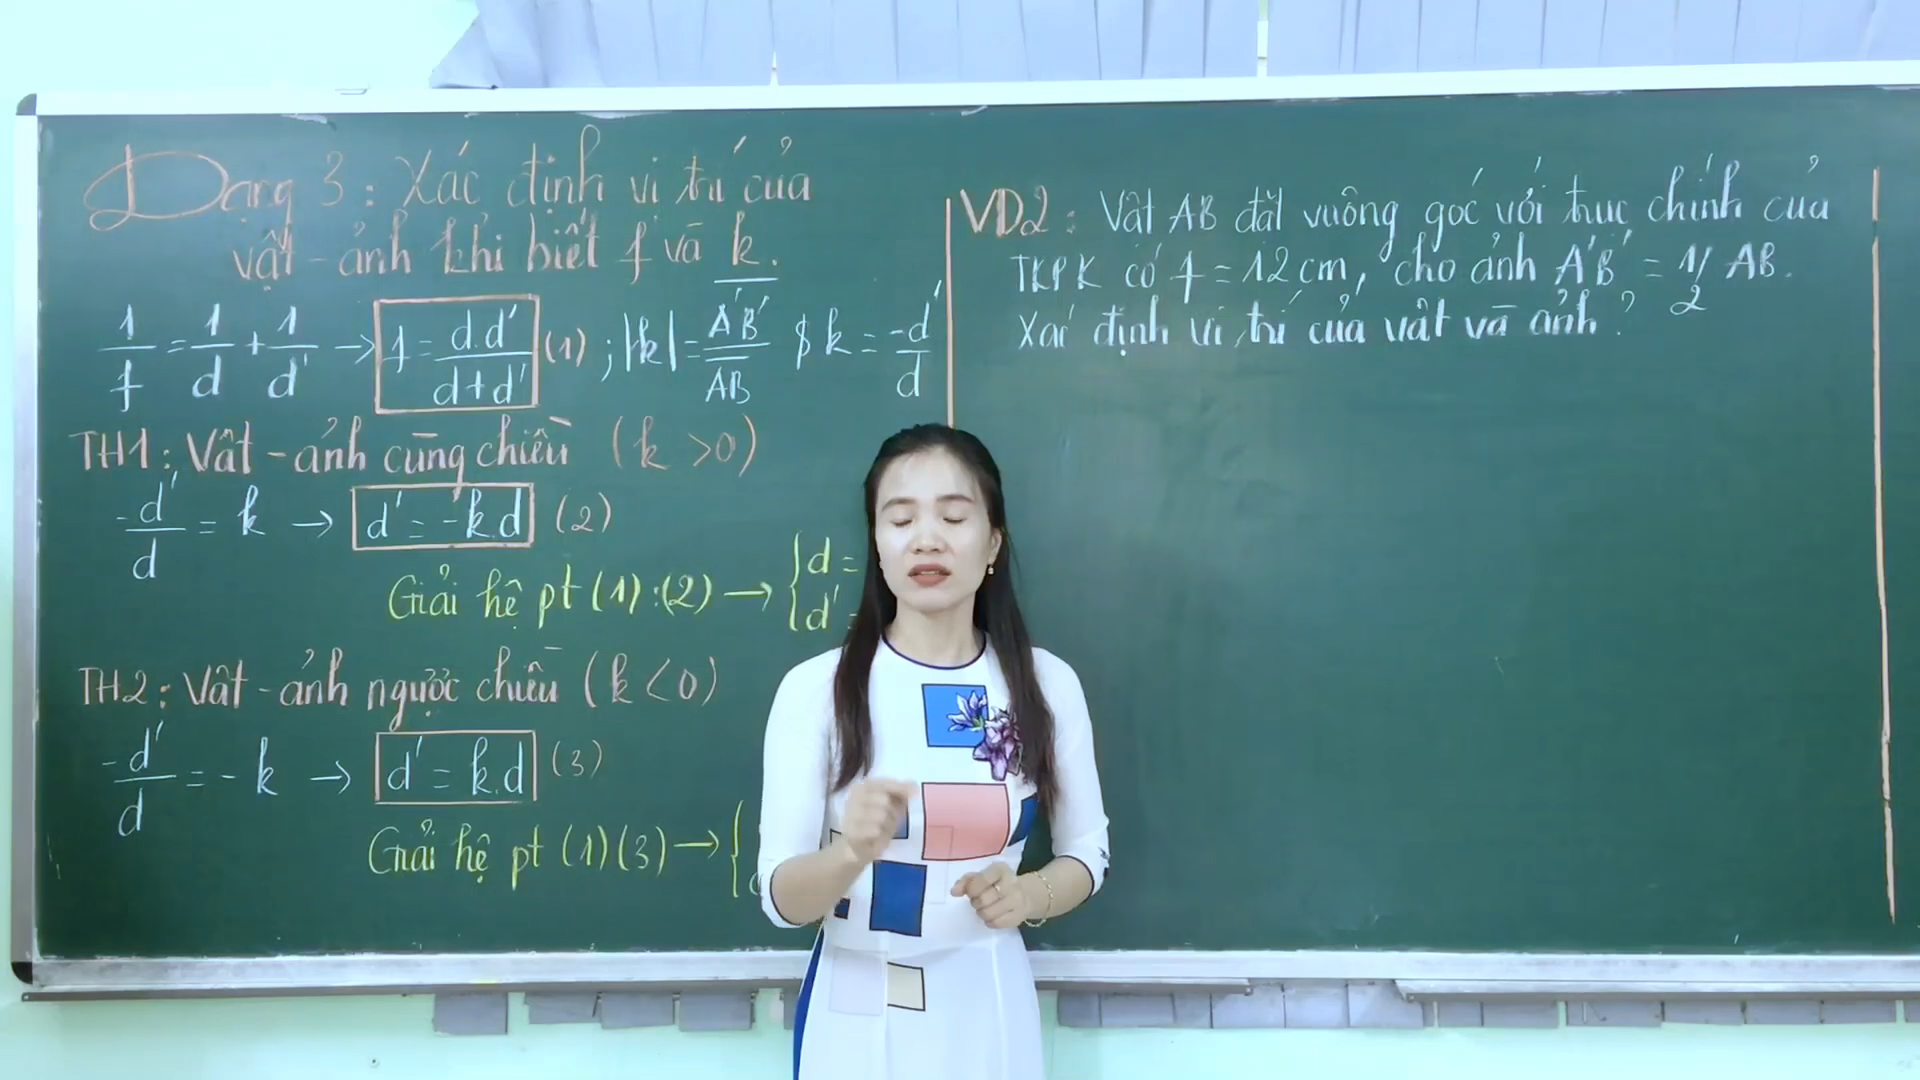 Dạng 3 : Xác định vi trí của
vật - ảnh khi biết f và k.
1/f = 1/d + 1/d' → f = d.d'/d+d' (1) ; |k| = A'B'/AB $ k = -d'/d
TH1 : Vật - ảnh cùng chiều (k > 0)
-d'/d = k → d' = -k.d (2)
Giải hệ pt (1) : (2) → { d =
d' =
TH2 : Vật - ảnh ngược chiều (k < 0)
-d'/d = - k → d' = k.d (3)
Giải hệ pt (1) (3) → {
VD2 : Vật AB đặt vuông góc với trục chính của
TKPK có f = 12 cm, cho ảnh A'B' = 1/2 AB.
Xác định vi trí của vật và ảnh ?